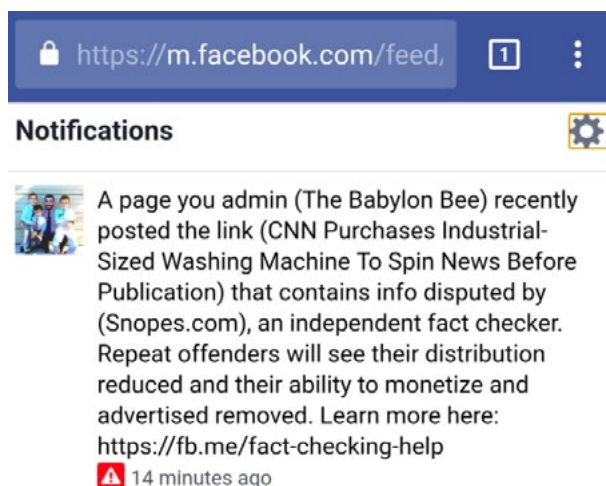 https://m.facebook.com/feed/
1
Notifications
A page you admin (The Babylon Bee) recently
posted the link (CNN Purchases Industrial-
Sized Washing Machine To Spin News Before
Publication) that contains info disputed by
(Snopes.com), an independent fact checker.
Repeat offenders will see their distribution
reduced and their ability to monetize and
advertised removed. Learn more here:
https://fb.me/fact-checking-help
14 minutes ago